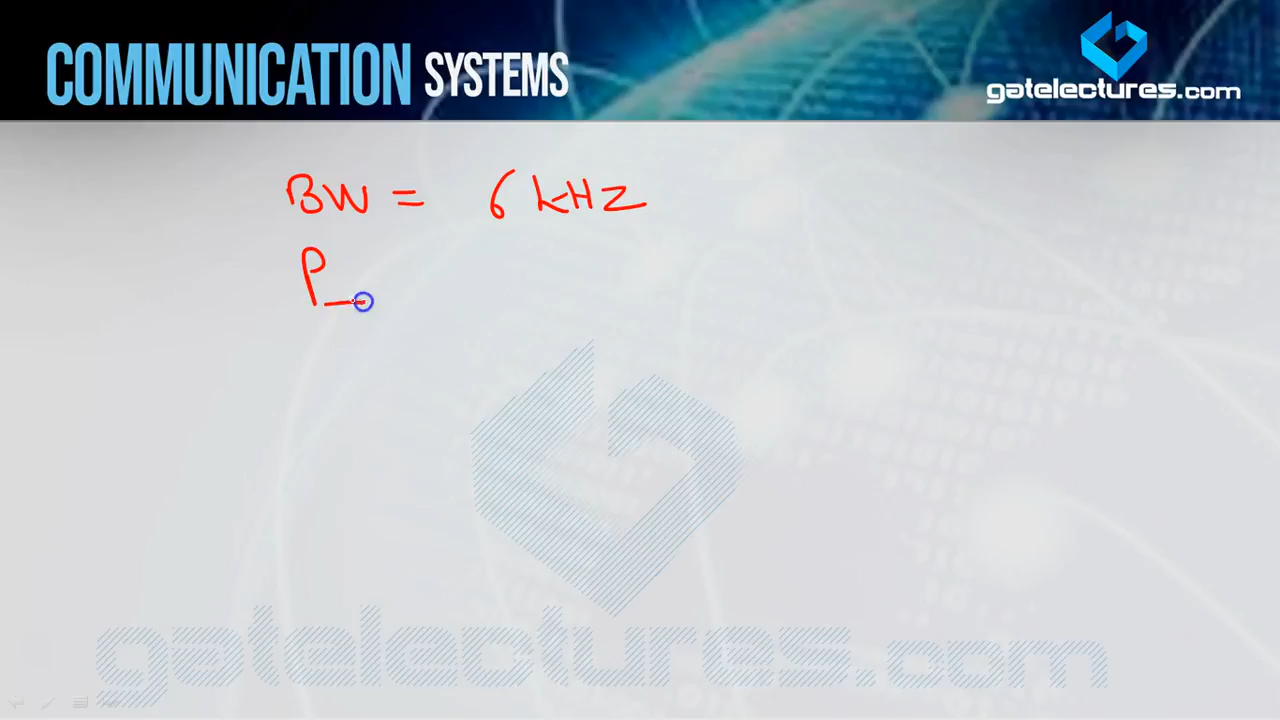 COMMUNICATION SYSTEMS
gatelectures.com
BW = 6 kHz
P
gatelectures.com